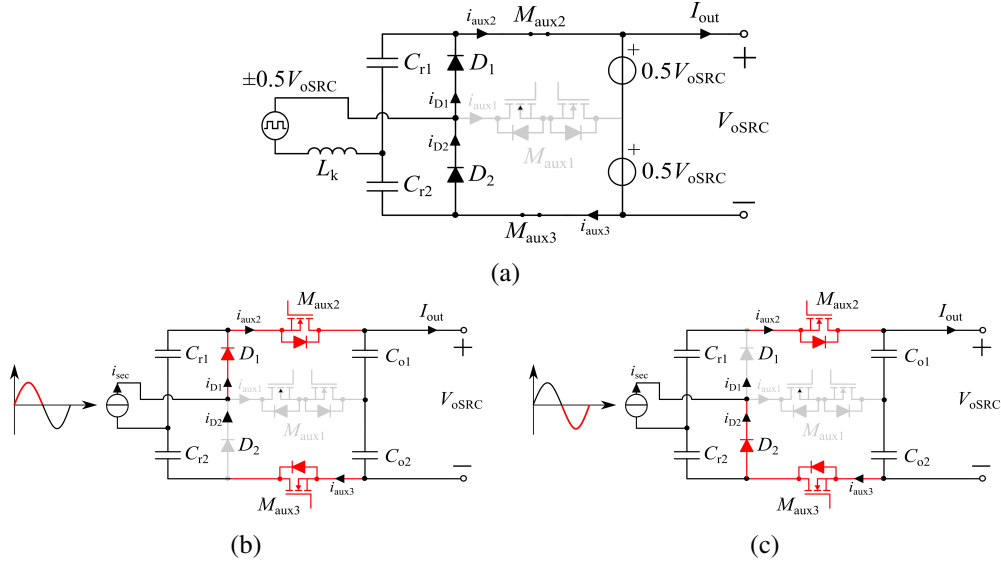 i_aux2 M_aux2 I_out
C_r1 D_1 + 0.5V_oSRC +
±0.5V_oSRC
i_D1 i_aux1
V_oSRC
i_D2 M_aux1
L_k
C_r2 D_2 + 0.5V_oSRC
M_aux3 i_aux3 −
(a)
M_aux2
i_aux2 I_out
C_r1 D_1 C_o1 +
i_sec i_D1 i_aux1
i_D2 V_oSRC
M_aux1
C_r2 D_2 C_o2
i_aux3 −
M_aux3
(b)
M_aux2
i_aux2 I_out
C_r1 D_1 C_o1 +
i_sec i_D1 i_aux1
i_D2 V_oSRC
M_aux1
C_r2 D_2 C_o2
i_aux3 −
M_aux3
(c)